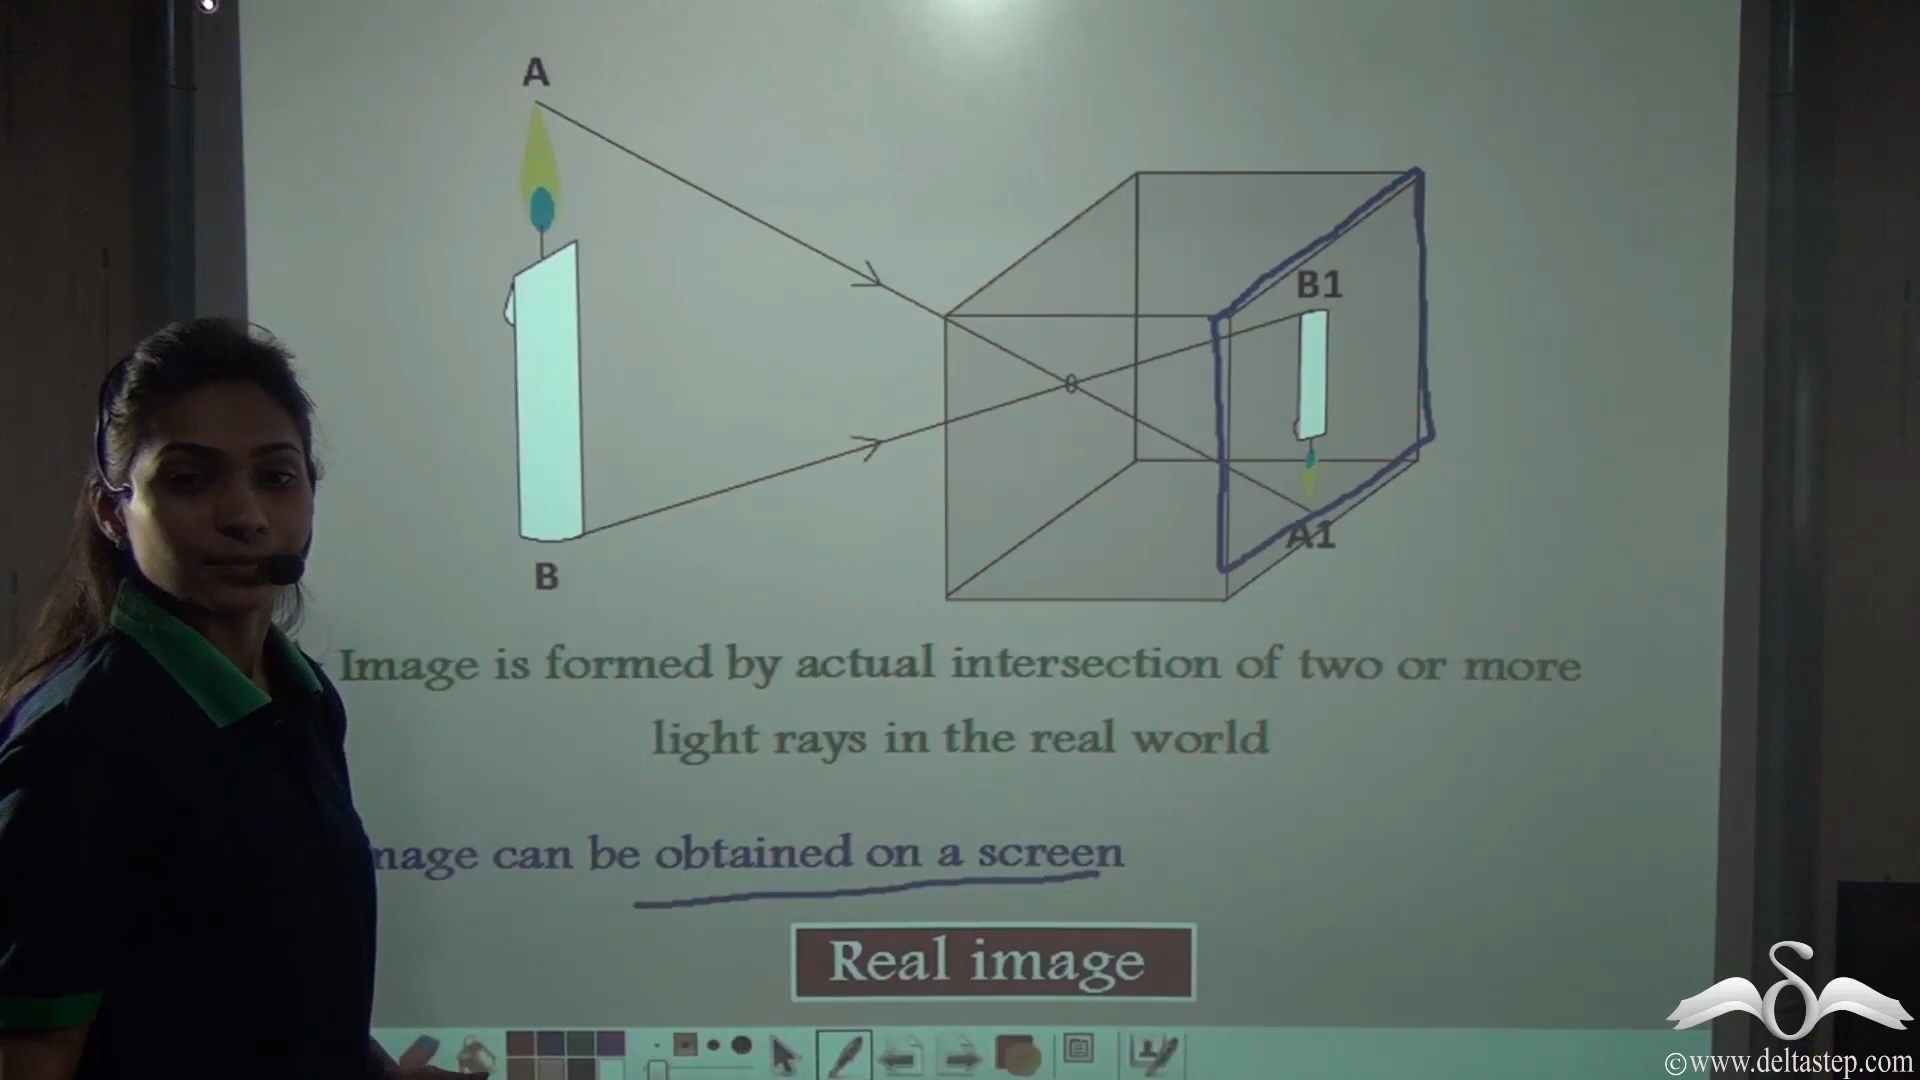 A
B1
A1
B
Image is formed by actual intersection of two or more
light rays in the real world
mage can be obtained on a screen
Real image
©www.deltastep.com